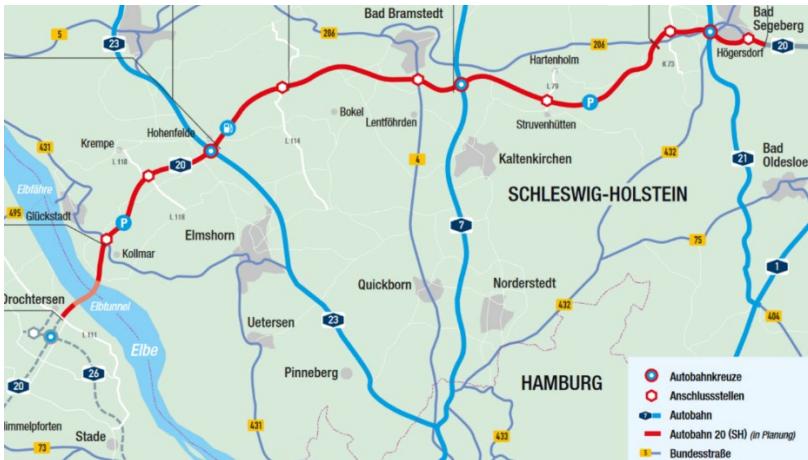 Bad Bramstedt
Bad
Segeberg
5
23
206
206
20
Högersdorf
K 73
Hartenholm
L 79
Struvenhütten
P
Bokel
Lentföhrden
L 114
Hohenfelde
Krempe
L 118
20
431
Elbfähre
495
Glückstadt
P
L 118
Kollmar
Elmshorn
4
Kaltenkirchen
432
21
Bad
Oldesloe
SCHLESWIG-HOLSTEIN
7
75
1
Drochtersen
Elbtunnel
L 111
Elbe
Quickborn
Norderstedt
432
404
23
Uetersen
Pinneberg
HAMBURG
20
26
Himmelpforten
73
Stade
431
433
Autobahnkreuze
Anschlussstellen
7 Autobahn
Autobahn 20 (SH) (in Planung)
5 Bundesstraße